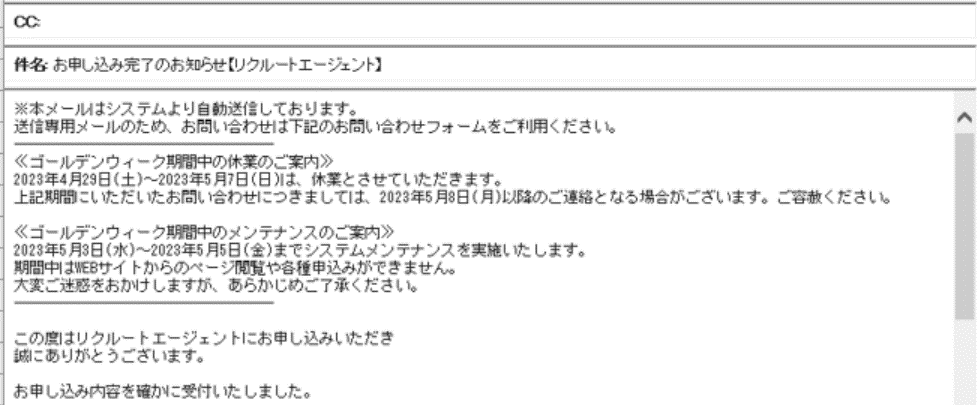 CC:
件名: お申し込み完了のお知らせ【リクルートエージェント】
※本メールはシステムより自動送信しております。
送信専用メールのため、お問い合わせは下記のお問い合わせフォームをご利用ください。
≪ゴールデンウィーク期間中の休業のご案内≫
2023年4月29日(土)～2023年5月7日(日)は、休業とさせていただきます。
上記期間にいただいたお問い合わせにつきましては、2023年5月8日(月)以降のご連絡となる場合がございます。ご容赦ください。
≪ゴールデンウィーク期間中のメンテナンスのご案内≫
2023年5月3日(水)～2023年5月5日(金)までシステムメンテナンスを実施いたします。
期間中はWEBサイトからのページ閲覧や各種申込みができません。
大変ご迷惑をおかけしますが、あらかじめご了承ください。
この度はリクルートエージェントにお申し込みいただき
誠にありがとうございます。
お申し込み内容を確かに受付いたしました。